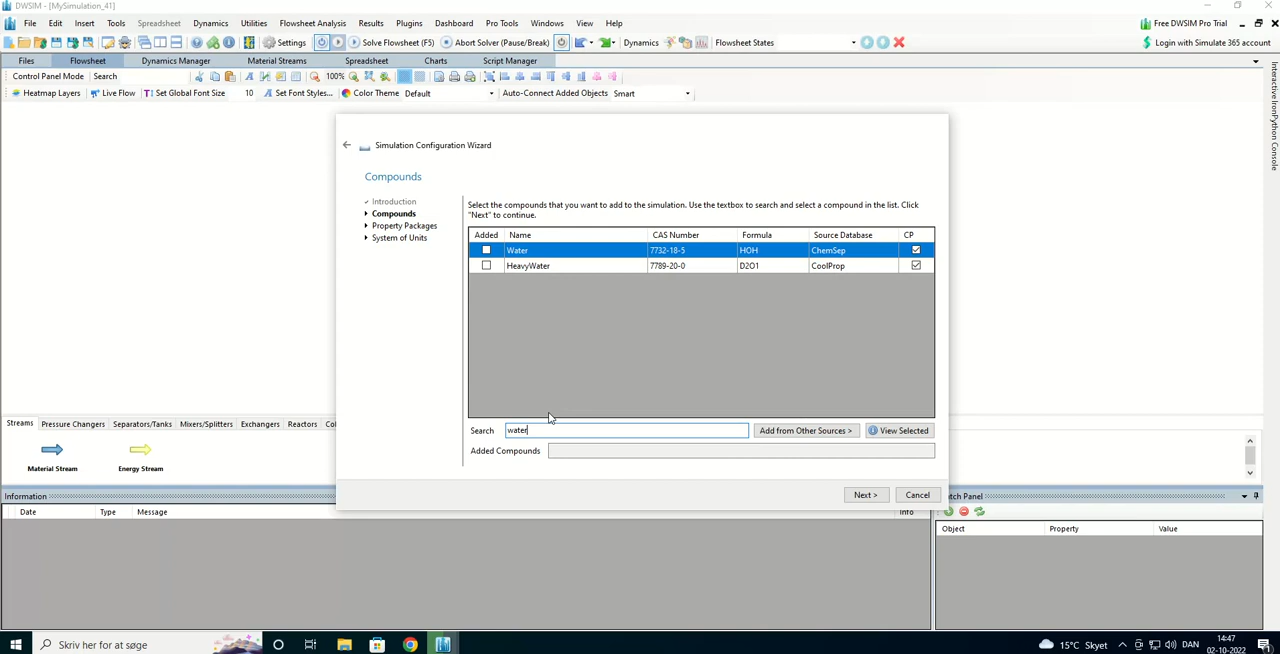 DWSIM - [MySimulation_41]
File Edit Insert Tools Spreadsheet Dynamics Utilities Flowsheet Analysis Results Plugins Dashboard Pro Tools Windows View Help Free DWSIM Pro Trial
Settings Solve Flowsheet (F5) Abort Solver (Pause/Break) Dynamics Flowsheet States Login with Simulate 365 account
Files Flowsheet Dynamics Manager Material Streams Spreadsheet Charts Script Manager
Control Panel Mode Search 100%
Heatmap Layers Live Flow Set Global Font Size 10 Set Font Styles... Color Theme Default Auto-Connect Added Objects Smart
Interactive IronPython Console
Simulation Configuration Wizard
Compounds
Introduction
Compounds
Property Packages
System of Units
Select the compounds that you want to add to the simulation. Use the textbox to search and select a compound in the list. Click
"Next" to continue.
Added Name CAS Number Formula Source Database CP
Water 7732-18-5 HOH ChemSep
HeavyWater 7789-20-0 D2O1 CoolProp
Search water Add from Other Sources > View Selected
Added Compounds
Next > Cancel
Streams Pressure Changers Separators/Tanks Mixers/Splitters Exchangers Reactors
Material Stream Energy Stream
Information
Date Type Message Info
Object Property Value
Skriv her for at søge
15°C Skyet DAN 14:47
02-10-2022